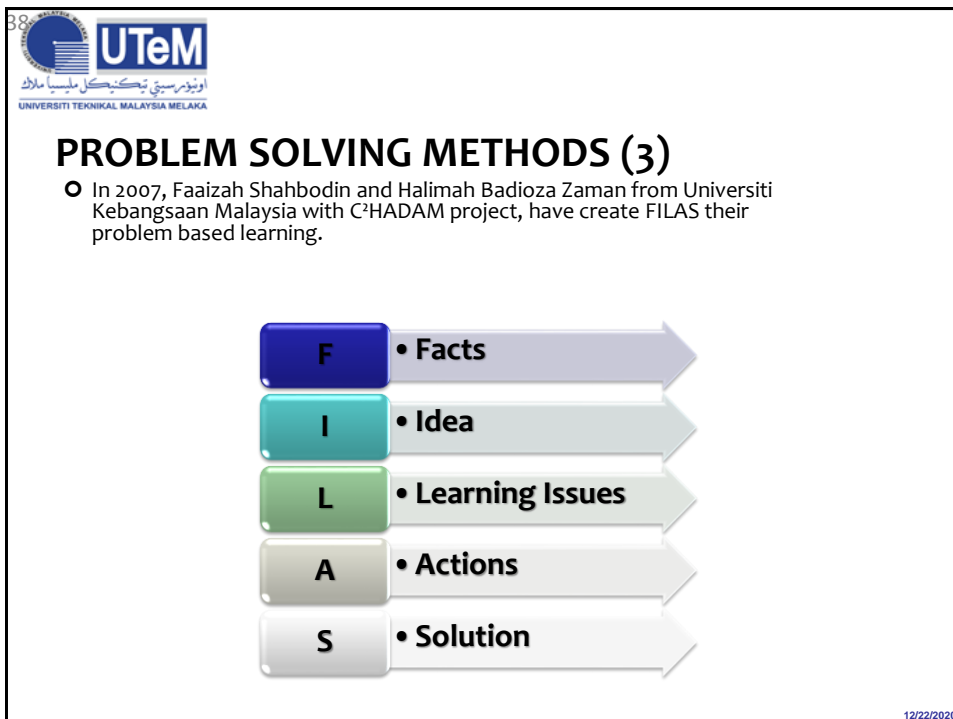 38
UTeM
اونيۏرسيتي تيكنيكل مليسيا ملاك
UNIVERSITI TEKNIKAL MALAYSIA MELAKA
PROBLEM SOLVING METHODS (3)
In 2007, Faaizah Shahbodin and Halimah Badioza Zaman from Universiti
Kebangsaan Malaysia with C²HADAM project, have create FILAS their
problem based learning.
F • Facts
I • Idea
L • Learning Issues
A • Actions
S • Solution
12/22/2020